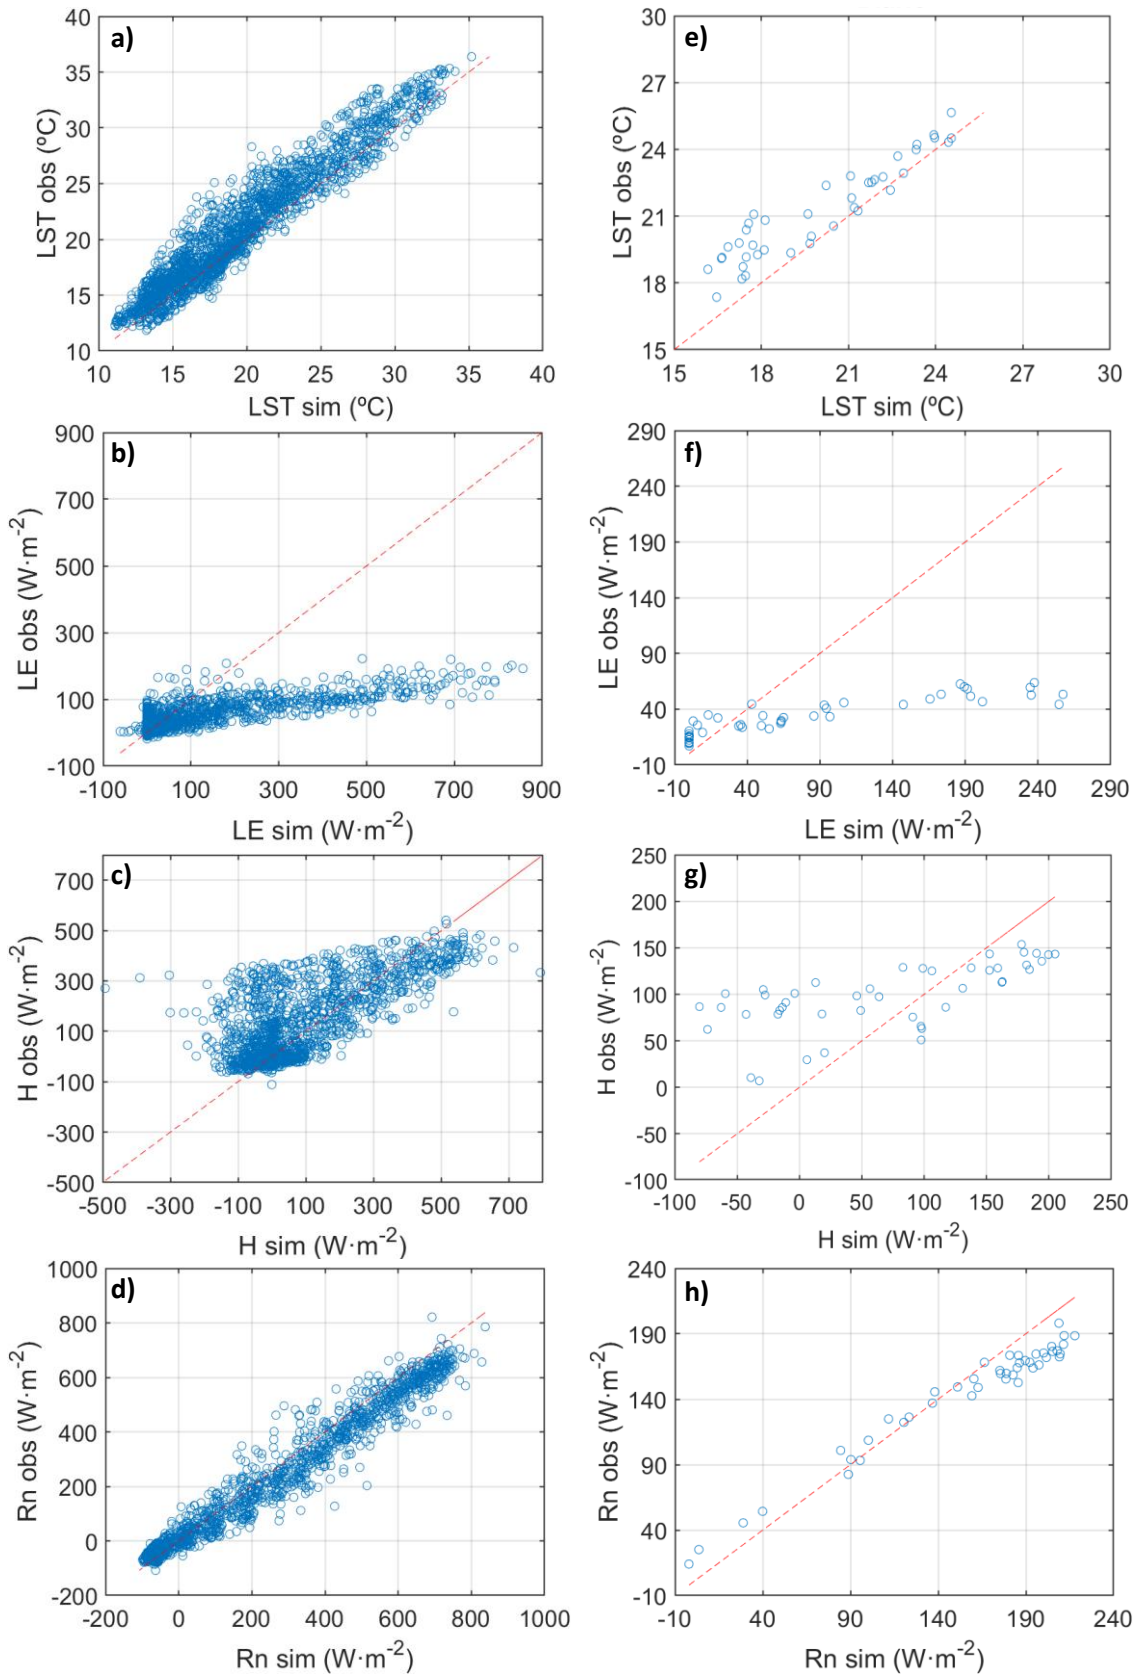 a)
40
35
30
25
20
15
10
10 15 20 25 30 35 40
LST obs (ºC)
LST sim (ºC)
e)
30
27
24
21
18
15
15 18 21 24 27 30
LST obs (ºC)
LST sim (ºC)
b)
900
700
500
300
100
-100
-100 100 300 500 700 900
LE obs (W·m-2)
LE sim (W·m-2)
f)
290
240
190
140
90
40
-10
-10 40 90 140 190 240 290
LE obs (W·m-2)
LE sim (W·m-2)
c)
700
500
300
100
-100
-300
-500
-500 -300 -100 100 300 500 700
H obs (W·m-2)
H sim (W·m-2)
g)
250
200
150
100
50
0
-50
-100
-100 -50 0 50 100 150 200 250
H obs (W·m-2)
H sim (W·m-2)
d)
1000
800
600
400
200
0
-200
-200 0 200 400 600 800 1000
Rn obs (W·m-2)
Rn sim (W·m-2)
h)
240
190
140
90
40
-10
-10 40 90 140 190 240
Rn obs (W·m-2)
Rn sim (W·m-2)